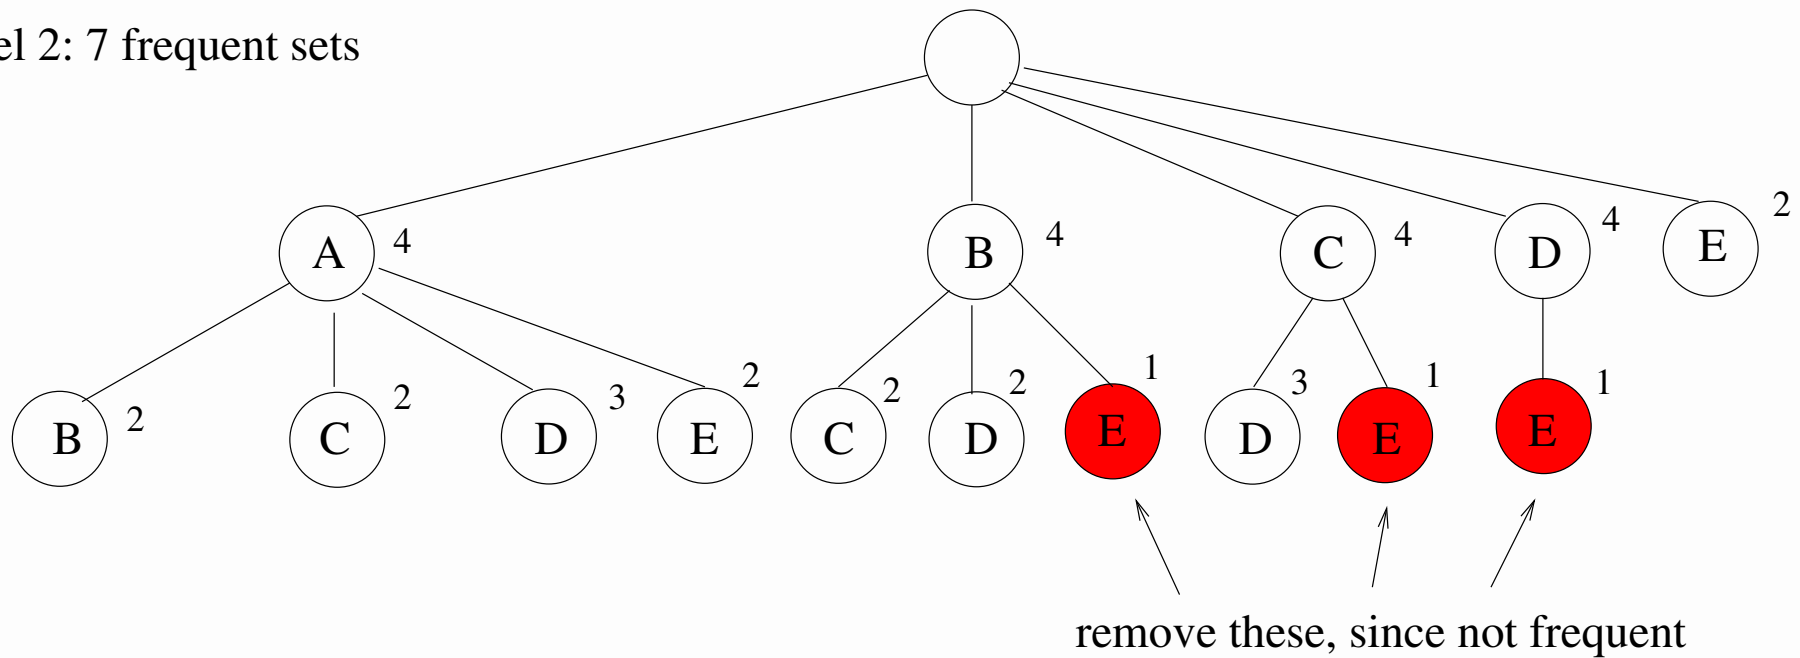 el 2: 7 frequent sets
2
A 4
B 4
C 4
D 4
E
B 2
C 2
D 3
E 2
C 2
D 2
E 1
D 3
E 1
E 1
remove these, since not frequent